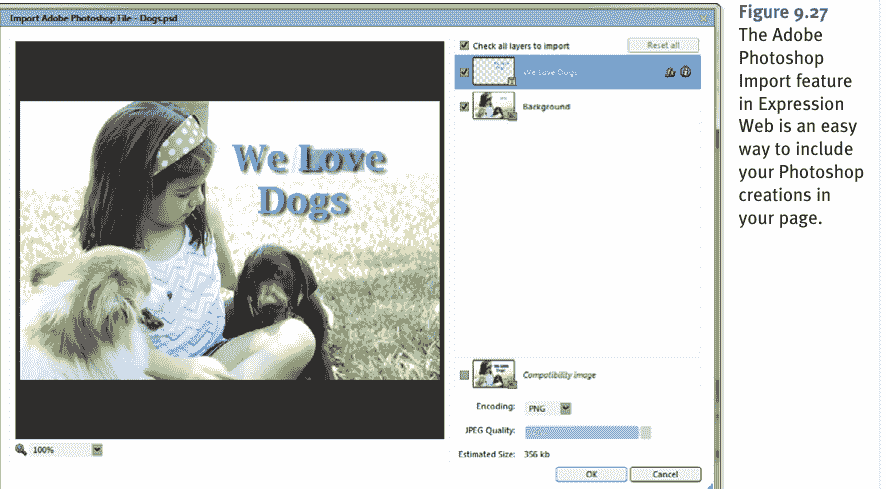 Import Adobe Photoshop File - Dogs.psd
Check all layers to import
Reset all
We Love Dogs
Background
We Love
Dogs
Compatibility image
Encoding: PNG
JPEG Quality:
Estimated Size: 356 kb
100%
OK
Cancel
Figure 9.27
The Adobe
Photoshop
Import feature
in Expression
Web is an easy
way to include
your Photoshop
creations in
your page.